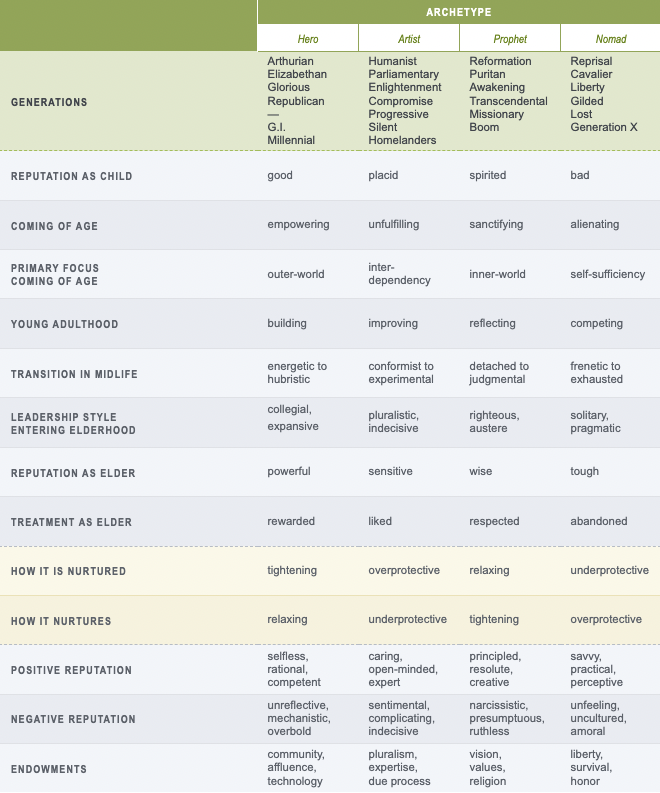 ARCHETYPE
Hero Artist Prophet Nomad
GENERATIONS
Arthurian
Elizabethan
Glorious
Republican
—
G.I.
Millennial
Humanist
Parliamentary
Enlightenment
Compromise
Progressive
Silent
Homelanders
Reformation
Puritan
Awakening
Transcendental
Missionary
Boom
Reprisal
Cavalier
Liberty
Gilded
Lost
Generation X
REPUTATION AS CHILD
good
placid
spirited
bad
COMING OF AGE
empowering
unfulfilling
sanctifying
alienating
PRIMARY FOCUS
COMING OF AGE
outer-world
inter-
dependency
inner-world
self-sufficiency
YOUNG ADULTHOOD
building
improving
reflecting
competing
TRANSITION IN MIDLIFE
energetic to
hubristic
conformist to
experimental
detached to
judgmental
frenetic to
exhausted
LEADERSHIP STYLE
ENTERING ELDERHOOD
collegial,
expansive
pluralistic,
indecisive
righteous,
austere
solitary,
pragmatic
REPUTATION AS ELDER
powerful
sensitive
wise
tough
TREATMENT AS ELDER
rewarded
liked
respected
abandoned
HOW IT IS NURTURED
tightening
overprotective
relaxing
underprotective
HOW IT NURTURES
relaxing
underprotective
tightening
overprotective
POSITIVE REPUTATION
selfless,
rational,
competent
caring,
open-minded,
expert
principled,
resolute,
creative
savvy,
practical,
perceptive
NEGATIVE REPUTATION
unreflective,
mechanistic,
overbold
sentimental,
complicating,
indecisive
narcissistic,
presumptuous,
ruthless
unfeeling,
uncultured,
amoral
ENDOWMENTS
community,
affluence,
technology
pluralism,
expertise,
due process
vision,
values,
religion
liberty,
survival,
honor